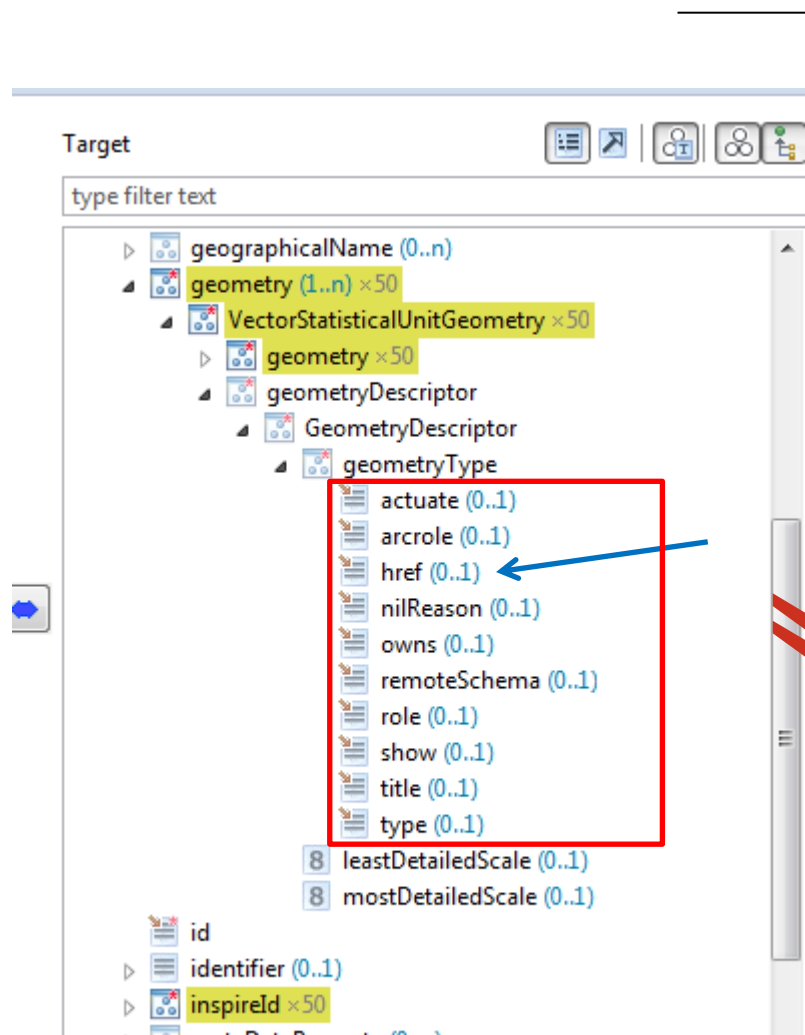 Target
type filter text
geographicalName (0..n)
geometry (1..n) ×50
VectorStatisticalUnitGeometry ×50
geometry ×50
geometryDescriptor
GeometryDescriptor
geometryType
actuate (0..1)
arcrole (0..1)
href (0..1)
nilReason (0..1)
owns (0..1)
remoteSchema (0..1)
role (0..1)
show (0..1)
title (0..1)
type (0..1)
8 leastDetailedScale (0..1)
8 mostDetailedScale (0..1)
id
identifier (0..1)
inspireId ×50